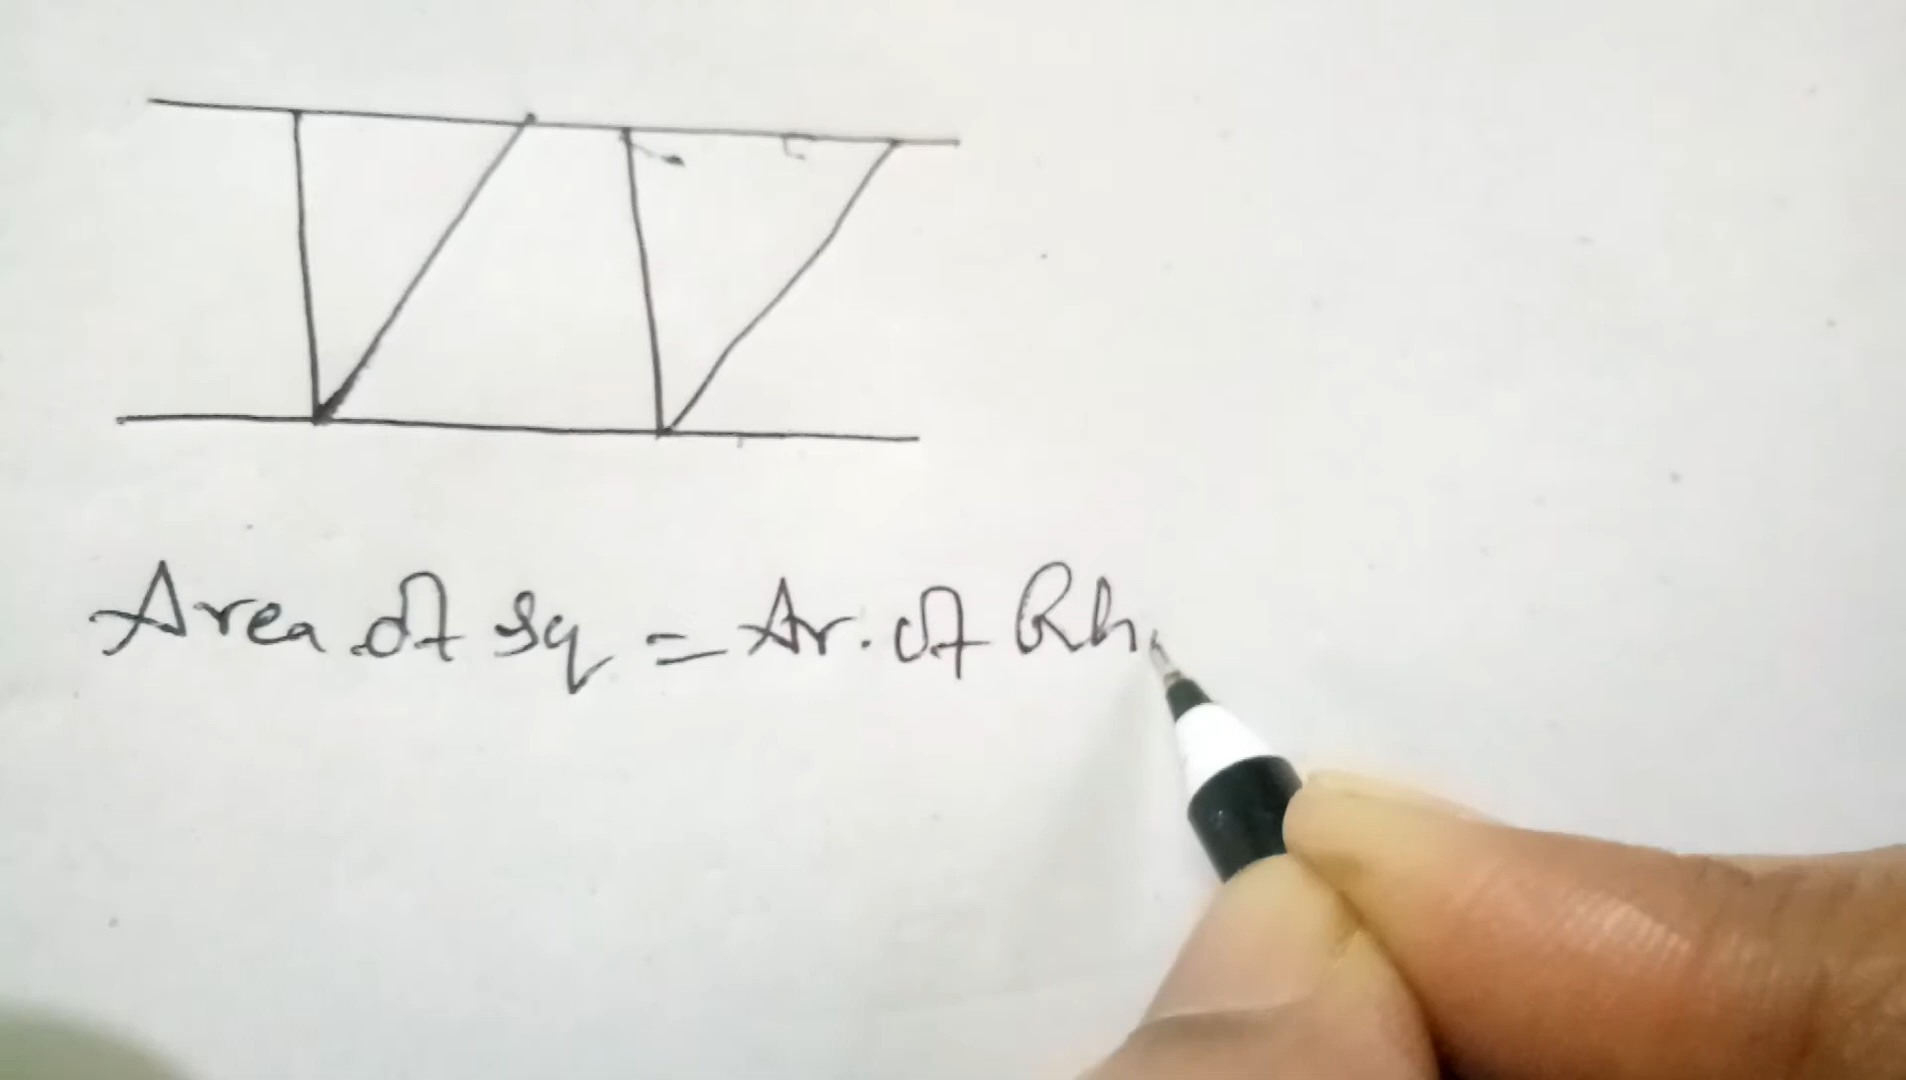 Area of sq = Ar. of Rh